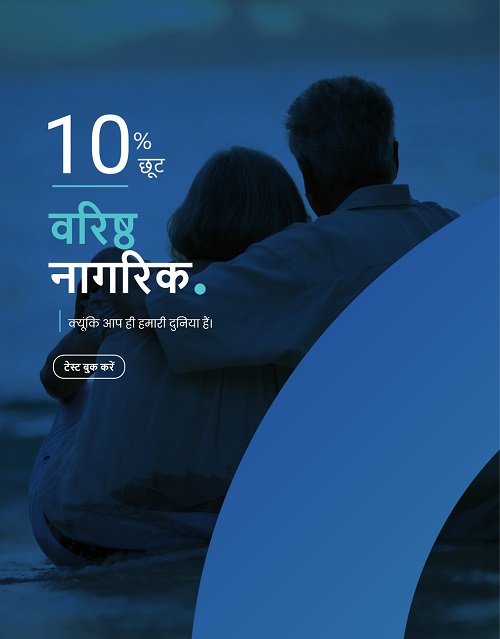 10%
छूट
वरिष्ठ
नागरिक.
क्यूंकि आप ही हमारी दुनिया हैं।
टेस्ट बुक करें